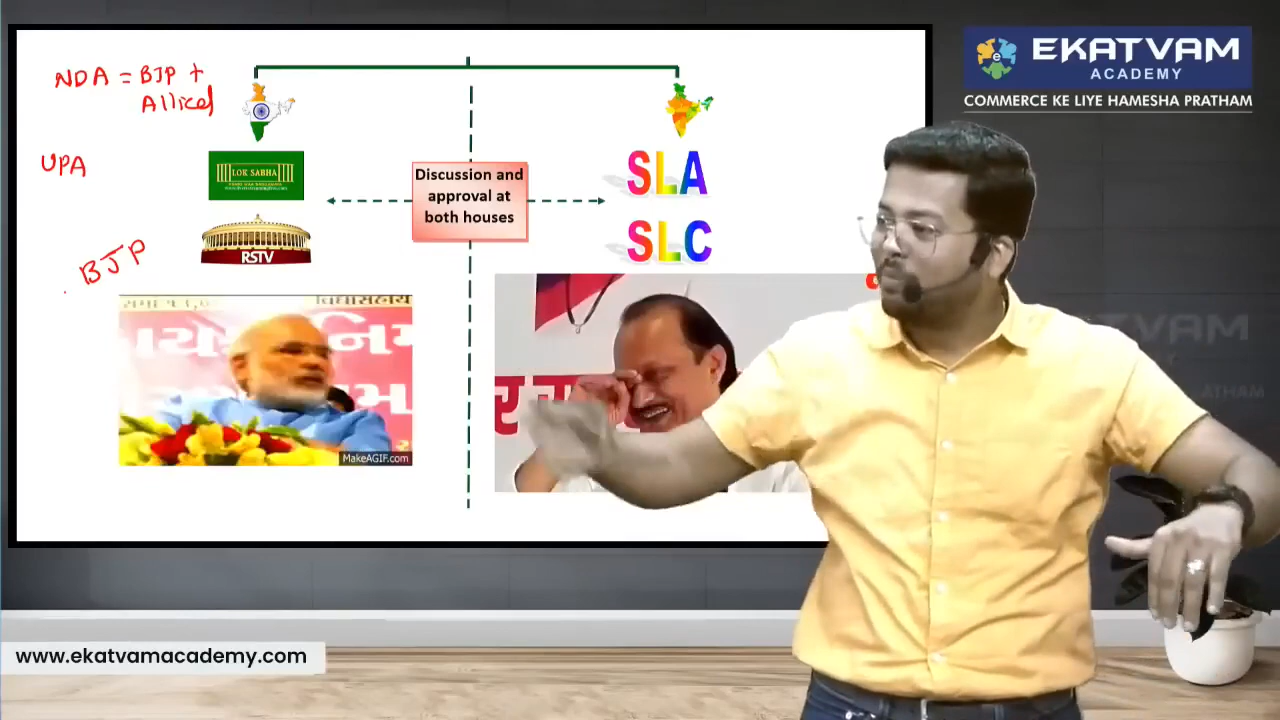 NDA = BJP +
Allies
UPA
BJP
LOK SABHA
RSTV
Discussion and
approval at
both houses
SLA
SLC
MakeAGIF.com
EKATVAM
ACADEMY
COMMERCE KE LIYE HAMESHA PRATHAM
www.ekatvamacademy.com